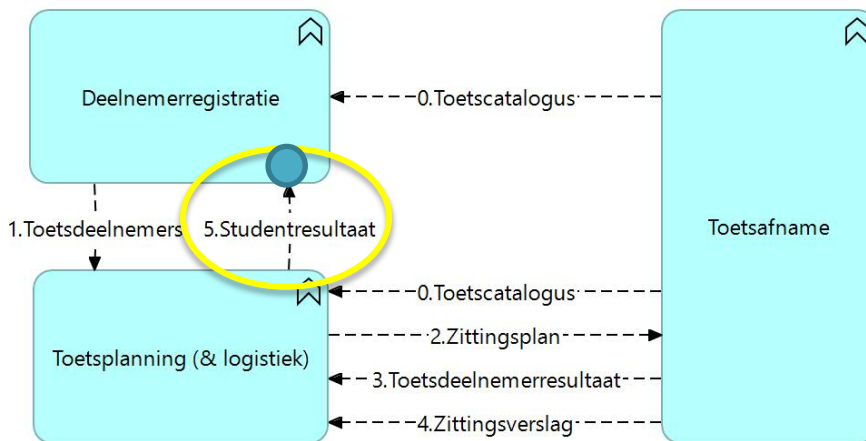 Deelnemerregistratie
0.Toetscatalogus
1.Toetsdeelnemers
5.Studentresultaat
Toetsafname
0.Toetscatalogus
2.Zittingsplan
Toetsplanning (& logistiek)
3.Toetsdeelnemerresultaat
4.Zittingsverslag